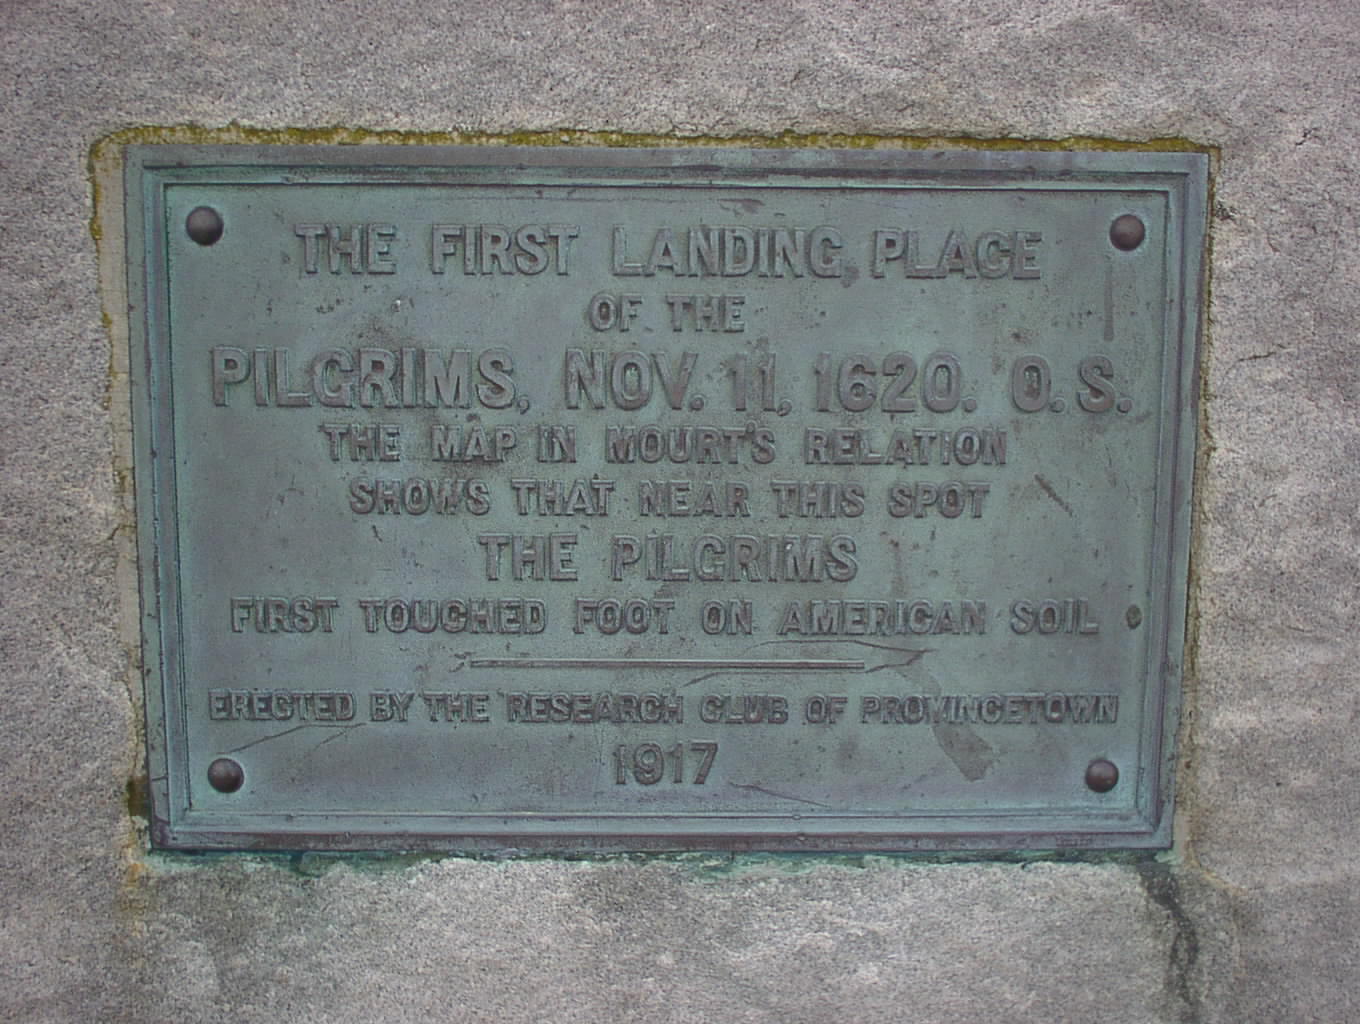 THE FIRST LANDING PLACE
OF THE
PILGRIMS, NOV. 11, 1620. O. S.
THE MAP IN MOURT'S RELATION
SHOWS THAT NEAR THIS SPOT
THE PILGRIMS
FIRST TOUCHED FOOT ON AMERICAN SOIL
ERECTED BY THE RESEARCH CLUB OF PROVINCETOWN
1917